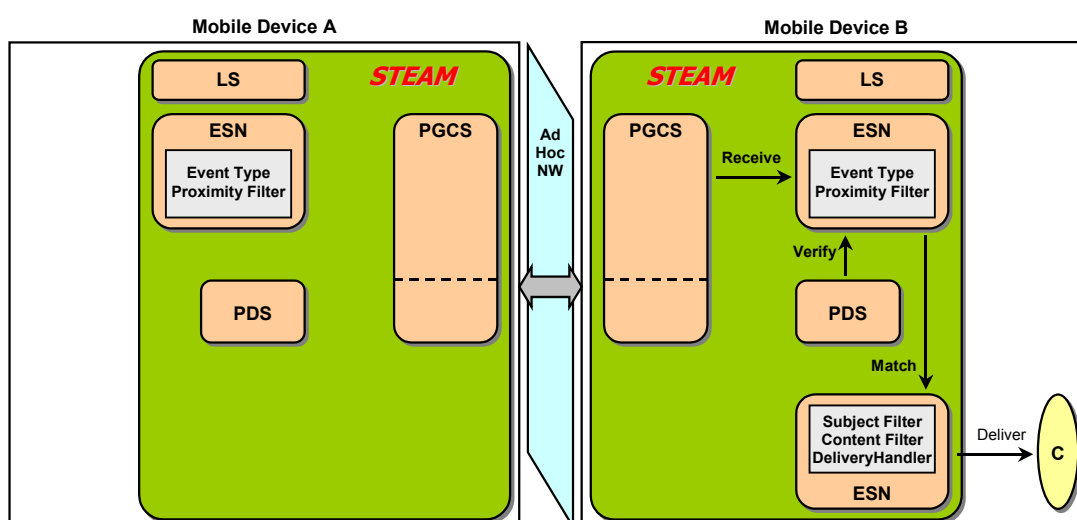 Mobile Device A
LS
STEAM
ESN
Event Type
Proximity Filter
PGCS
PDS
Ad
Hoc
NW
Mobile Device B
STEAM
LS
PGCS
Receive
ESN
Event Type
Proximity Filter
Verify
PDS
Match
Subject Filter
Content Filter
DeliveryHandler
ESN
Deliver
C